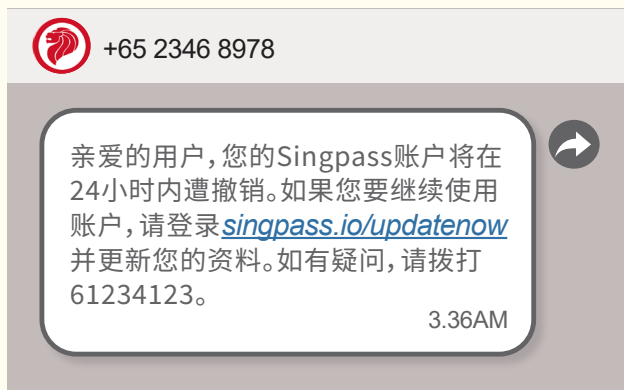 +65 2346 8978
亲爱的用户，您的Singpass账户将在
24小时内遭撤销。如果您要继续使用
账户，请登录singpass.io/updatenow
并更新您的资料。如有疑问，请拨打
61234123。
3.36AM